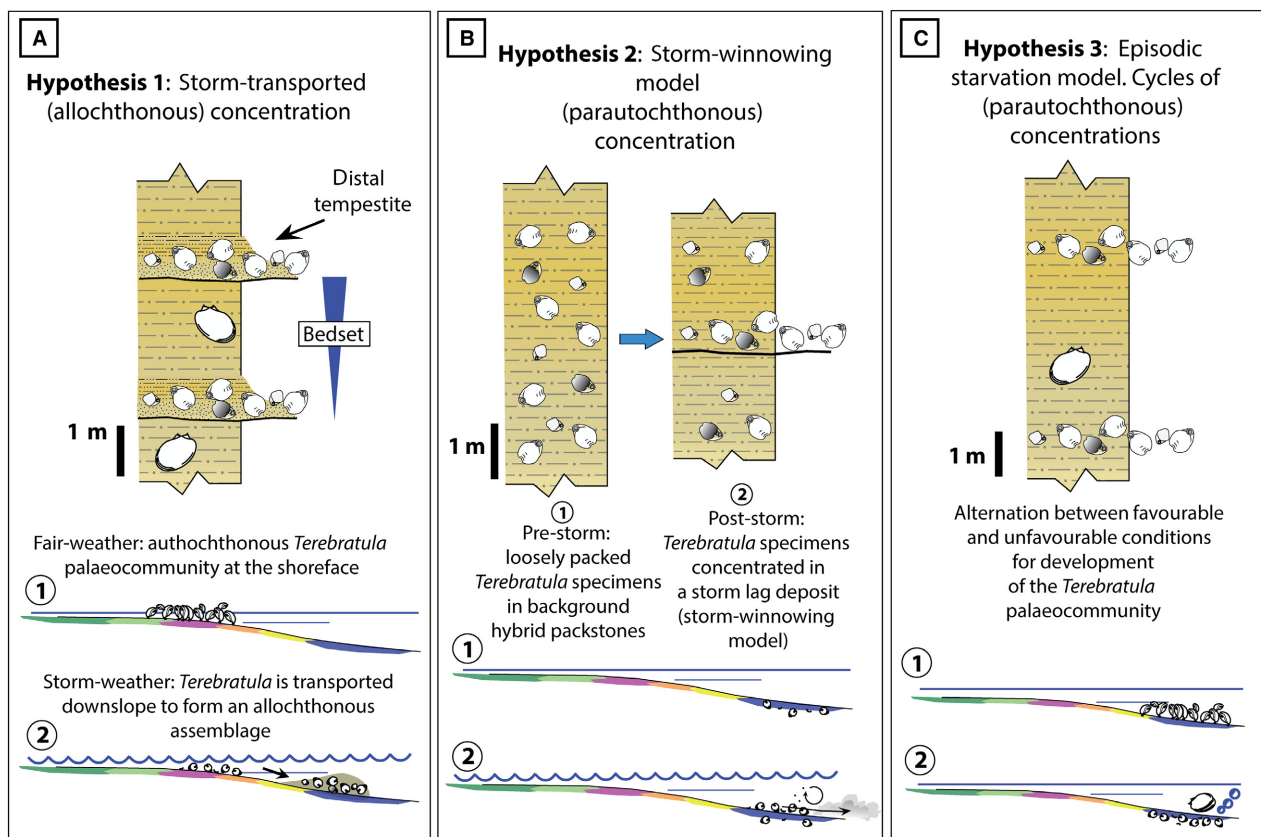 A
Hypothesis 1: Storm-transported
(allochthonous) concentration
Distal
tempestite
Bedset
1 m
Fair-weather: authochthonous Terebratula
palaeocommunity at the shoreface
1
Storm-weather: Terebratula is transported
downslope to form an allochthonous
assemblage
2
B
Hypothesis 2: Storm-winnowing
model
(parautochthonous)
concentration
1 m
1
Pre-storm:
loosely packed
Terebratula specimens
in background
hybrid packstones
2
Post-storm:
Terebratula specimens
concentrated in
a storm lag deposit
(storm-winnowing
model)
1
2
C
Hypothesis 3: Episodic
starvation model. Cycles of
(parautochthonous)
concentrations
1 m
Alternation between favourable
and unfavourable conditions
for development
of the Terebratula
palaeocommunity
1
2